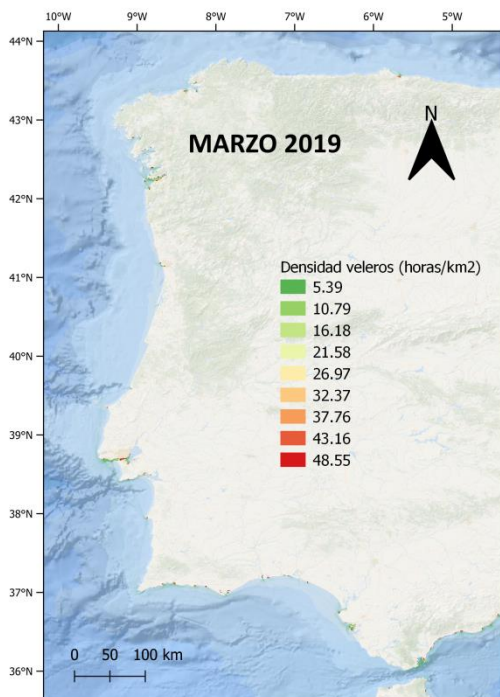 10°W 9°W 8°W 7°W 6°W 5°W
44°N
43°N
42°N
41°N
40°N
39°N
38°N
37°N
36°N
MARZO 2019
N
Densidad veleros (horas/km2)
5.39
10.79
16.18
21.58
26.97
32.37
37.76
43.16
48.55
0 50 100 km